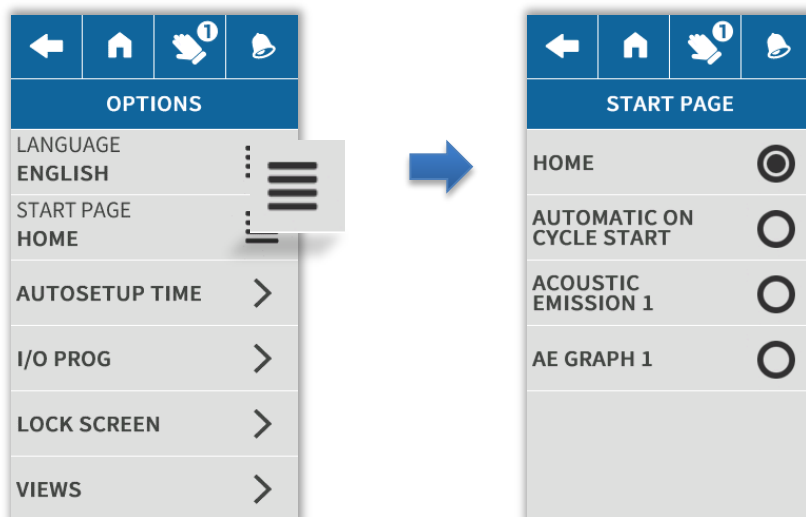 1
OPTIONS
LANGUAGE
ENGLISH
START PAGE
HOME
AUTOSETUP TIME
I/O PROG
LOCK SCREEN
VIEWS
1
START PAGE
HOME
AUTOMATIC ON
CYCLE START
ACOUSTIC
EMISSION 1
AE GRAPH 1